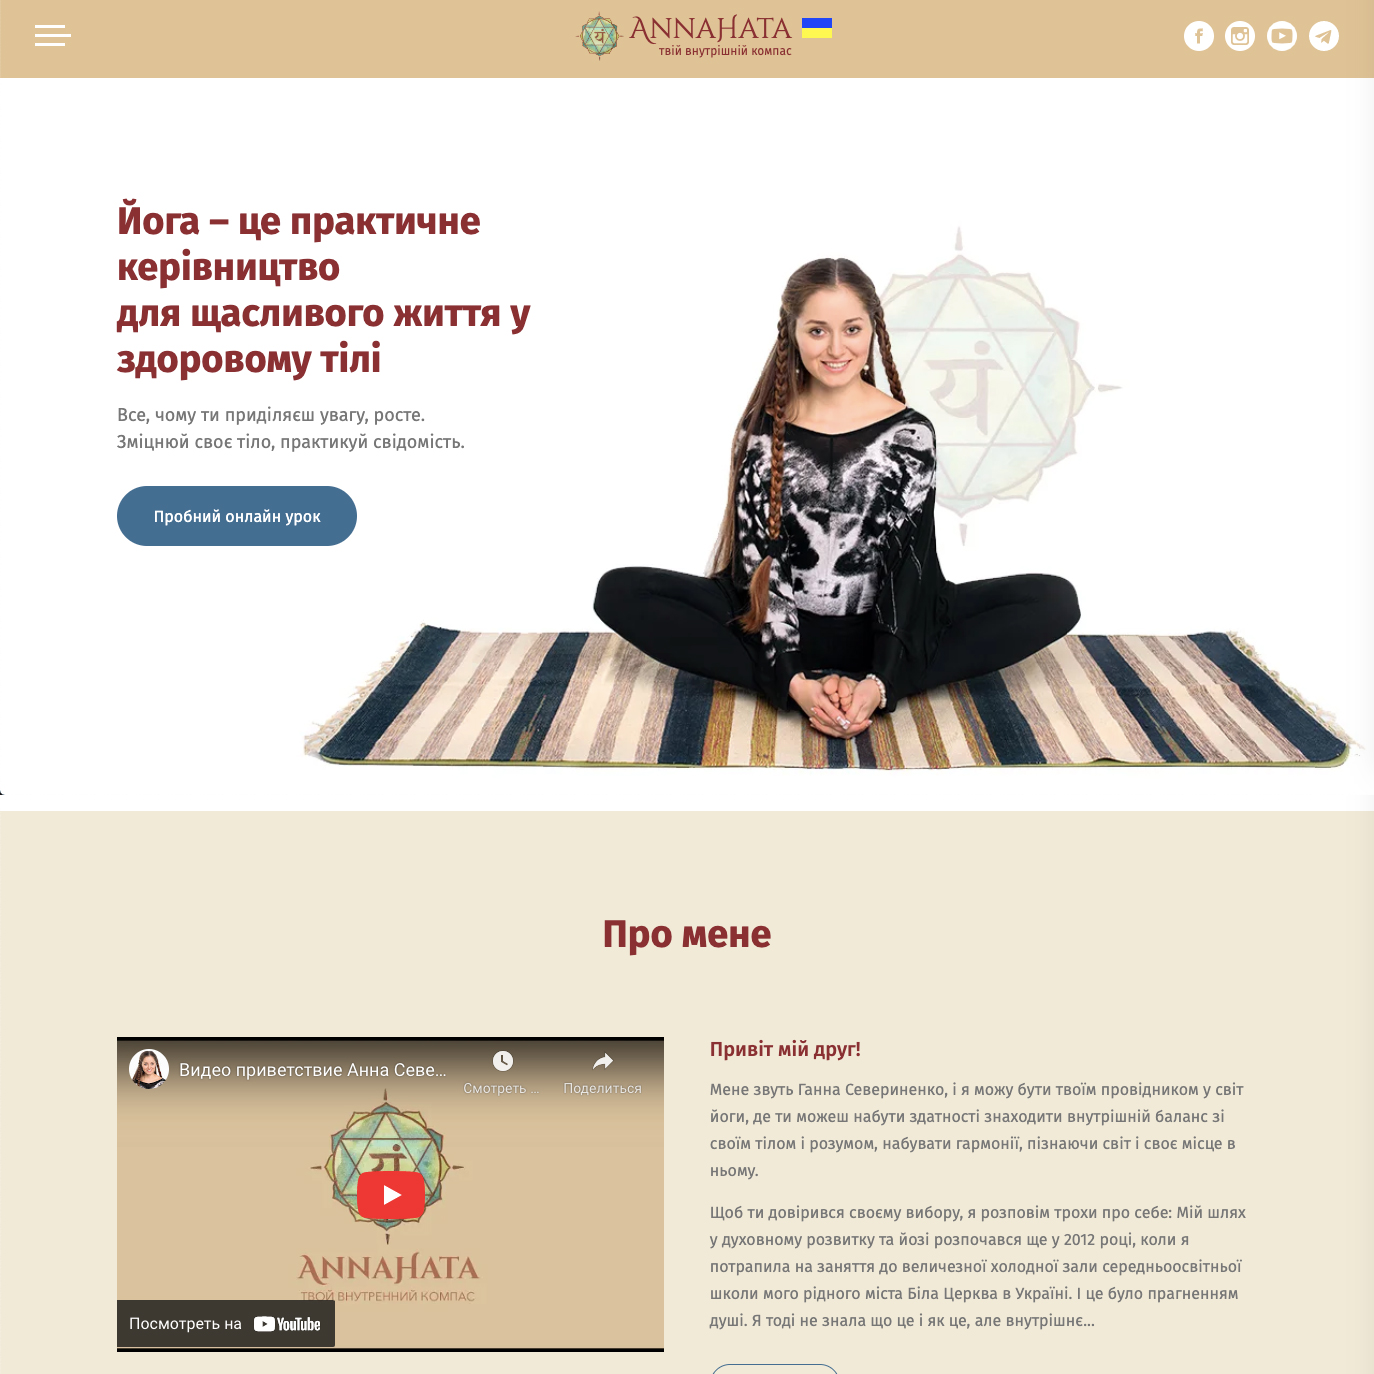 AnnaHata
твій внутрішній компас
Йога – це практичне
керівництво
для щасливого життя у
здоровому тілі
यं
Все, чому ти приділяєш увагу, росте.
Зміцнюй своє тіло, практикуй свідомість.
Пробний онлайн урок
Про мене
Видео приветствие Анна Севе...
Смотреть ...
Поделиться
AnnaHata
ТВОЙ ВНУТРЕННИЙ КОМПАС
Посмотреть на YouTube
Привіт мій друг!
Мене звуть Ганна Севериненко, і я можу бути твоїм провідником у світ
йоги, де ти можеш набути здатності знаходити внутрішній баланс зі
своїм тілом і розумом, набувати гармонії, пізнаючи світ і своє місце в
ньому.
Щоб ти довірився своєму вибору, я розповім трохи про себе: Мій шлях
у духовному розвитку та йозі розпочався ще у 2012 році, коли я
потрапила на заняття до величезної холодної зали середньоосвітньої
школи мого рідного міста Біла Церква в Україні. І це було прагненням
душі. Я тоді не знала що це і як це, але внутрішнє...